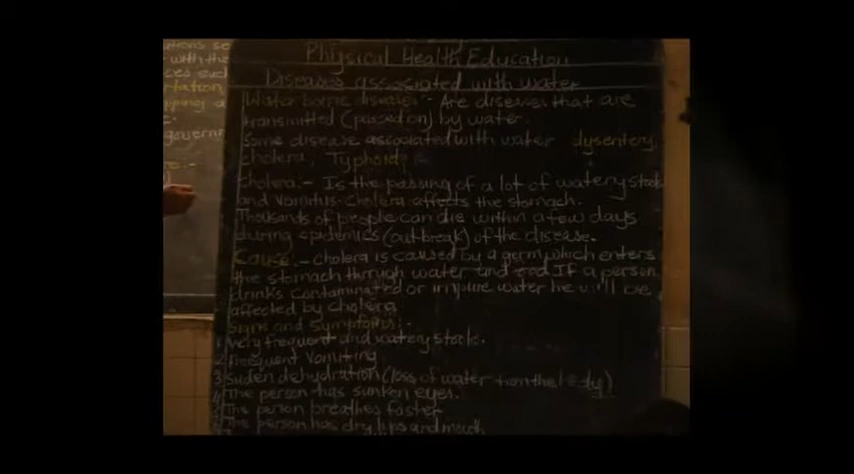 Physical Health Education
Diseases associated with water
Water borne diseases:- Are diseases that are
transmitted (passed on) by water.
Some disease associated with water dysentery,
cholera, Typhoid,
Cholera:- Is the passing of a lot of watery stools
and vomitus. Cholera affects the stomach.
Thousands of people can die within a few days
during epidemics (outbreak) of the disease.
Cause:- Cholera is caused by a germ, which enters
the stomach through water and If a person
drinks contaminated or impure water he will be
affected by cholera
Signs and symptoms:-
1 Very frequent and watery stools.
2 Frequent Vomiting
3 Suden dehydration (loss of water from the body)
4 The person has sunken eyes.
5 The person breathes faster
The person has dry lips and mouth